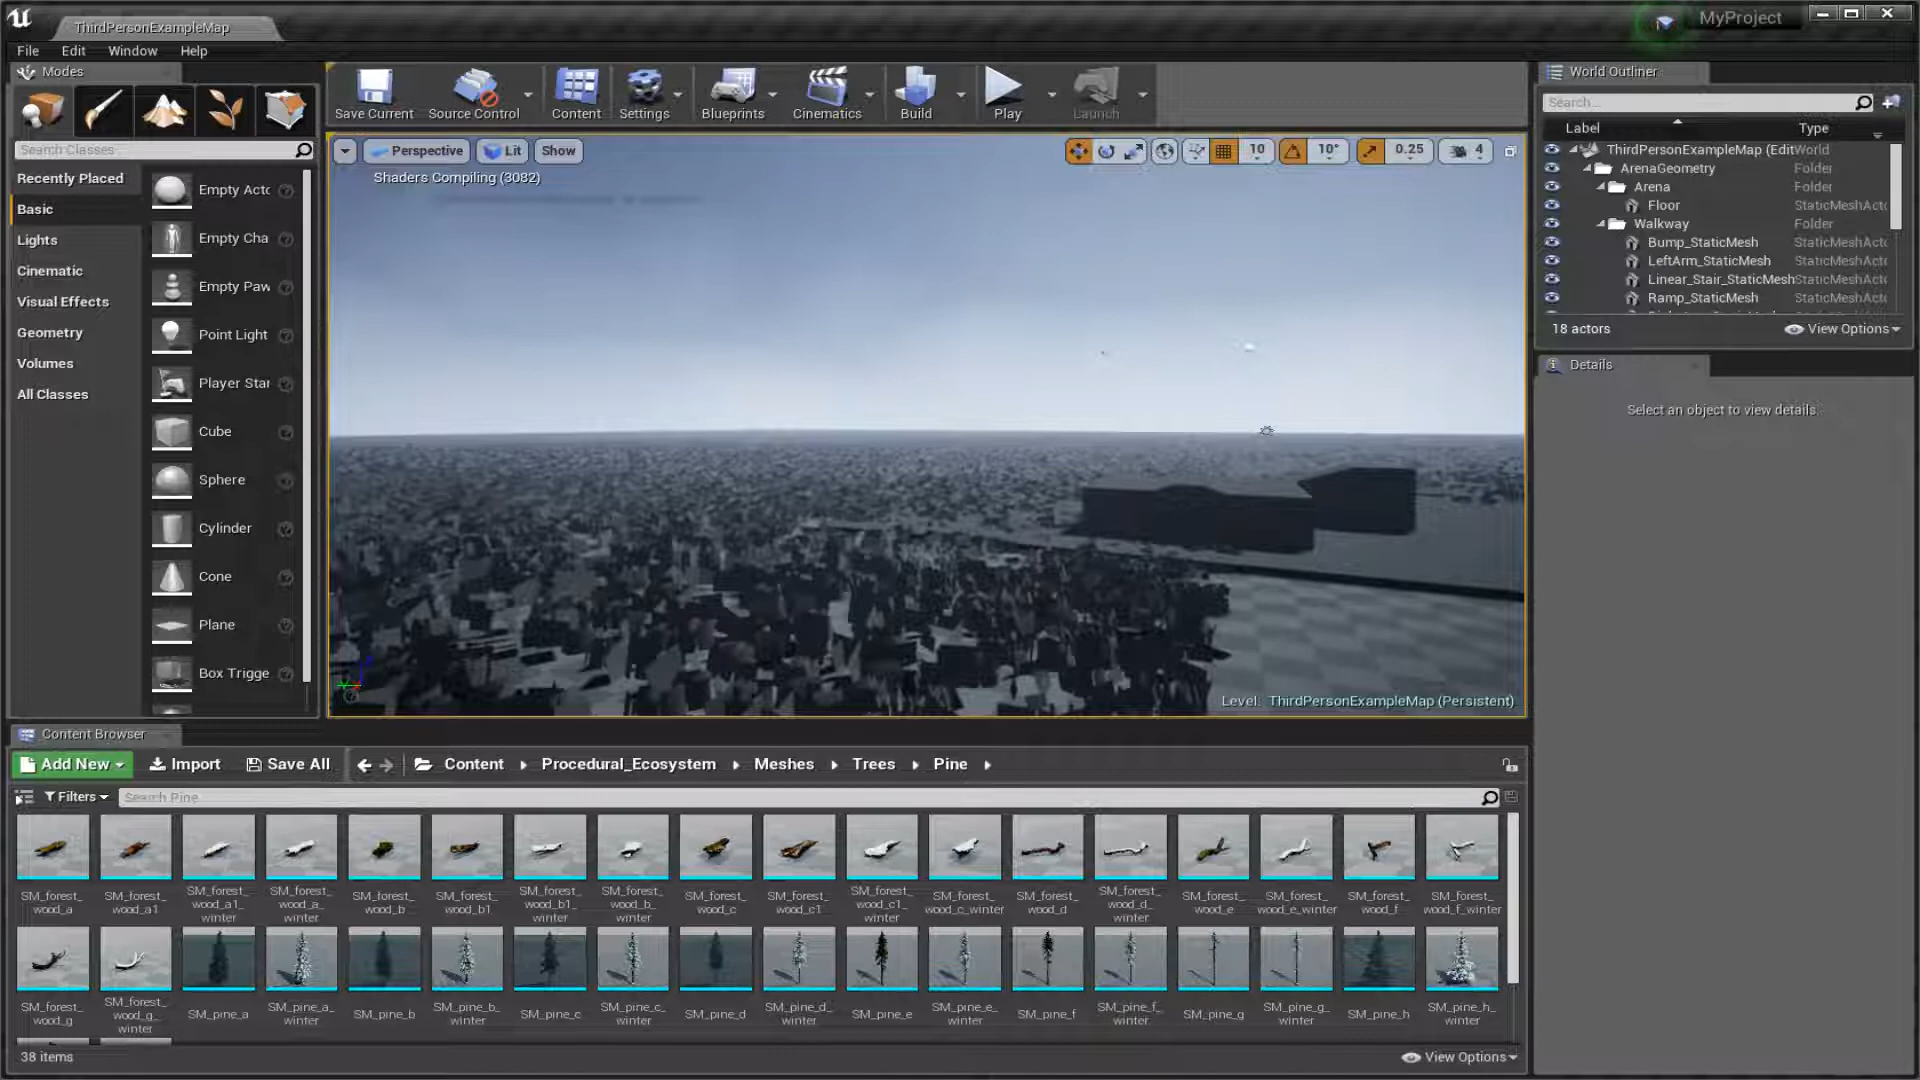 ThirdPersonExampleMap
MyProject
File Edit Window Help
Modes
Search Classes
Recently Placed
Basic
Lights
Cinematic
Visual Effects
Geometry
Volumes
All Classes
Empty Acto
Empty Cha
Empty Paw
Point Light
Player Star
Cube
Sphere
Cylinder
Cone
Plane
Box Trigge
Save Current Source Control Content Settings Blueprints Cinematics Build Play Launch
Perspective Lit Show
10 10° 0.25 4
Shaders Compiling (3082)
Level: ThirdPersonExampleMap (Persistent)
World Outliner
Search...
Label Type
ThirdPersonExampleMap (Edit World
ArenaGeometry Folder
Arena Folder
Floor StaticMeshActo
Walkway Folder
Bump_StaticMesh StaticMeshActo
LeftArm_StaticMesh StaticMeshActo
Linear_Stair_StaticMesh StaticMeshActo
Ramp_StaticMesh StaticMeshActo
18 actors View Options
Details
Select an object to view details.
Content Browser
Add New Import Save All Content Procedural_Ecosystem Meshes Trees Pine
Filters Search Pine
SM_forest_wood_a
SM_forest_wood_a1
SM_forest_wood_a1_winter
SM_forest_wood_a_winter
SM_forest_wood_b
SM_forest_wood_b1
SM_forest_wood_b1_winter
SM_forest_wood_b_winter
SM_forest_wood_c
SM_forest_wood_c1
SM_forest_wood_c1_winter
SM_forest_wood_c_winter
SM_forest_wood_d
SM_forest_wood_d_winter
SM_forest_wood_e
SM_forest_wood_e_winter
SM_forest_wood_f
SM_forest_wood_f_winter
SM_forest_wood_g
SM_forest_wood_g_winter
SM_pine_a
SM_pine_a_winter
SM_pine_b
SM_pine_b_winter
SM_pine_c
SM_pine_c_winter
SM_pine_d
SM_pine_d_winter
SM_pine_e
SM_pine_e_winter
SM_pine_f
SM_pine_f_winter
SM_pine_g
SM_pine_g_winter
SM_pine_h
SM_pine_h_winter
38 items View Options